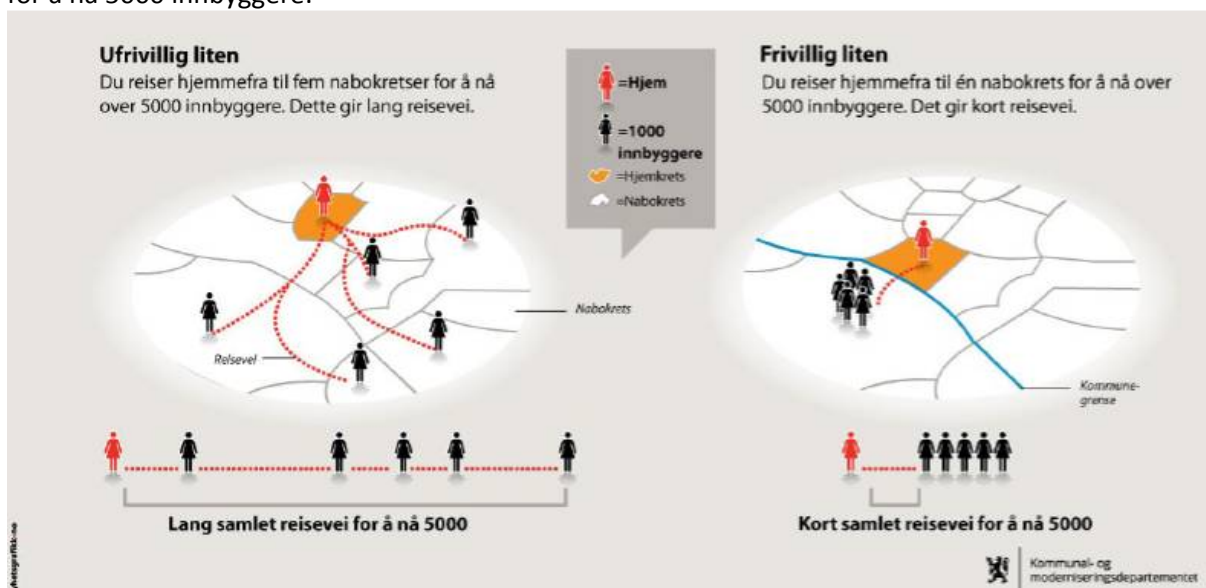 for å nå 5000 innbyggere.
Ufrivillig liten
Du reiser hjemmefra til fem nabokretser for å nå
over 5000 innbyggere. Dette gir lang reisevei.
=Hjem
=1000
innbyggere
=Hjemkrets
=Nabokrets
Frivillig liten
Du reiser hjemmefra til én nabokrets for å nå over
5000 innbyggere. Det gir kort reisevei.
Nabokrets
Reisevei
Kommune-
grense
Lang samlet reisevei for å nå 5000
Kort samlet reisevei for å nå 5000
Kommunal- og
moderniseringsdepartementet